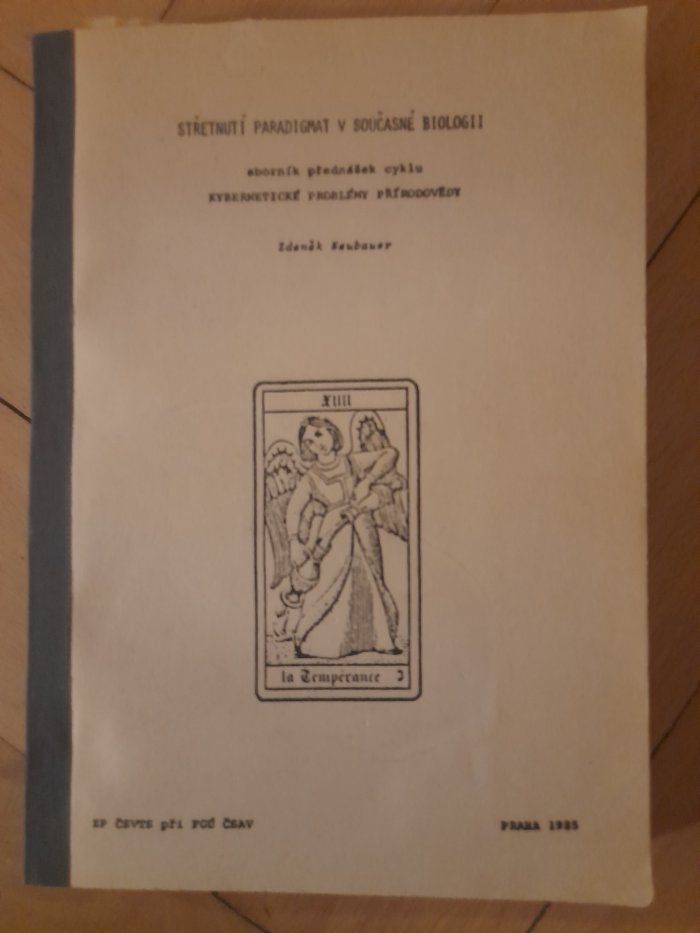 STŘETNUTÍ PARADIGMAT V SOUČASNÉ BIOLOGII
sborník přednášek cyklu
KYBERNETICKÉ PROBLÉMY PŘÍRODOVĚDY
Zdeněk Neubauer
XIIII
la Tempérance
ZP ČSVTS při FGÚ ČSAV
PRAHA 1985